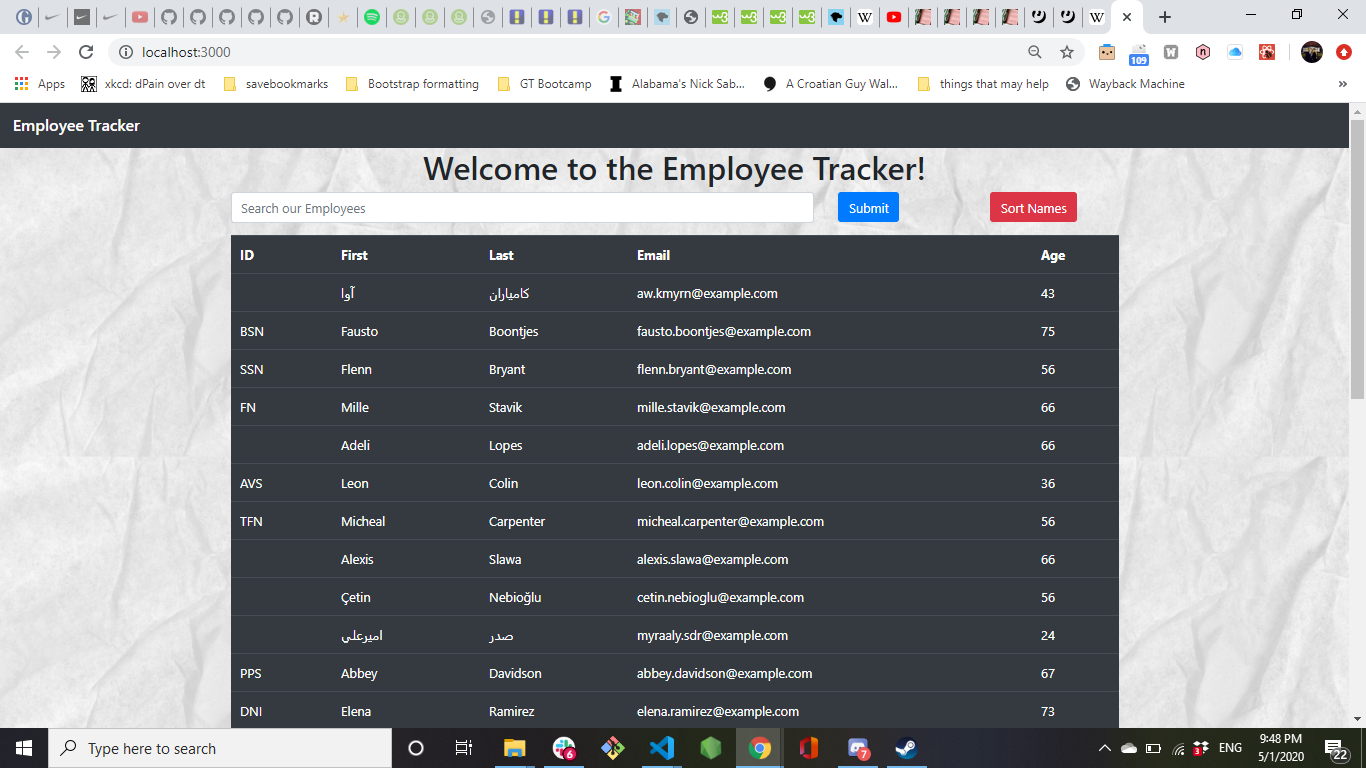 localhost:3000
109
Apps xkcd: dPain over dt savebookmarks Bootstrap formatting GT Bootcamp Alabama's Nick Sab... A Croatian Guy Wal... things that may help Wayback Machine »
Employee Tracker
Welcome to the Employee Tracker!
Search our Employees Submit Sort Names
ID First Last Email Age
آوا کامیاران aw.kmyrn@example.com 43
BSN Fausto Boontjes fausto.boontjes@example.com 75
SSN Flenn Bryant flenn.bryant@example.com 56
FN Mille Stavik mille.stavik@example.com 66
Adeli Lopes adeli.lopes@example.com 66
AVS Leon Colin leon.colin@example.com 36
TFN Micheal Carpenter micheal.carpenter@example.com 56
Alexis Slawa alexis.slawa@example.com 66
Çetin Nebioğlu cetin.nebioglu@example.com 56
امیرعلي صدر myraaly.sdr@example.com 24
PPS Abbey Davidson abbey.davidson@example.com 67
DNI Elena Ramirez elena.ramirez@example.com 73
Type here to search
6
7
3
ENG
9:48 PM
5/1/2020
22